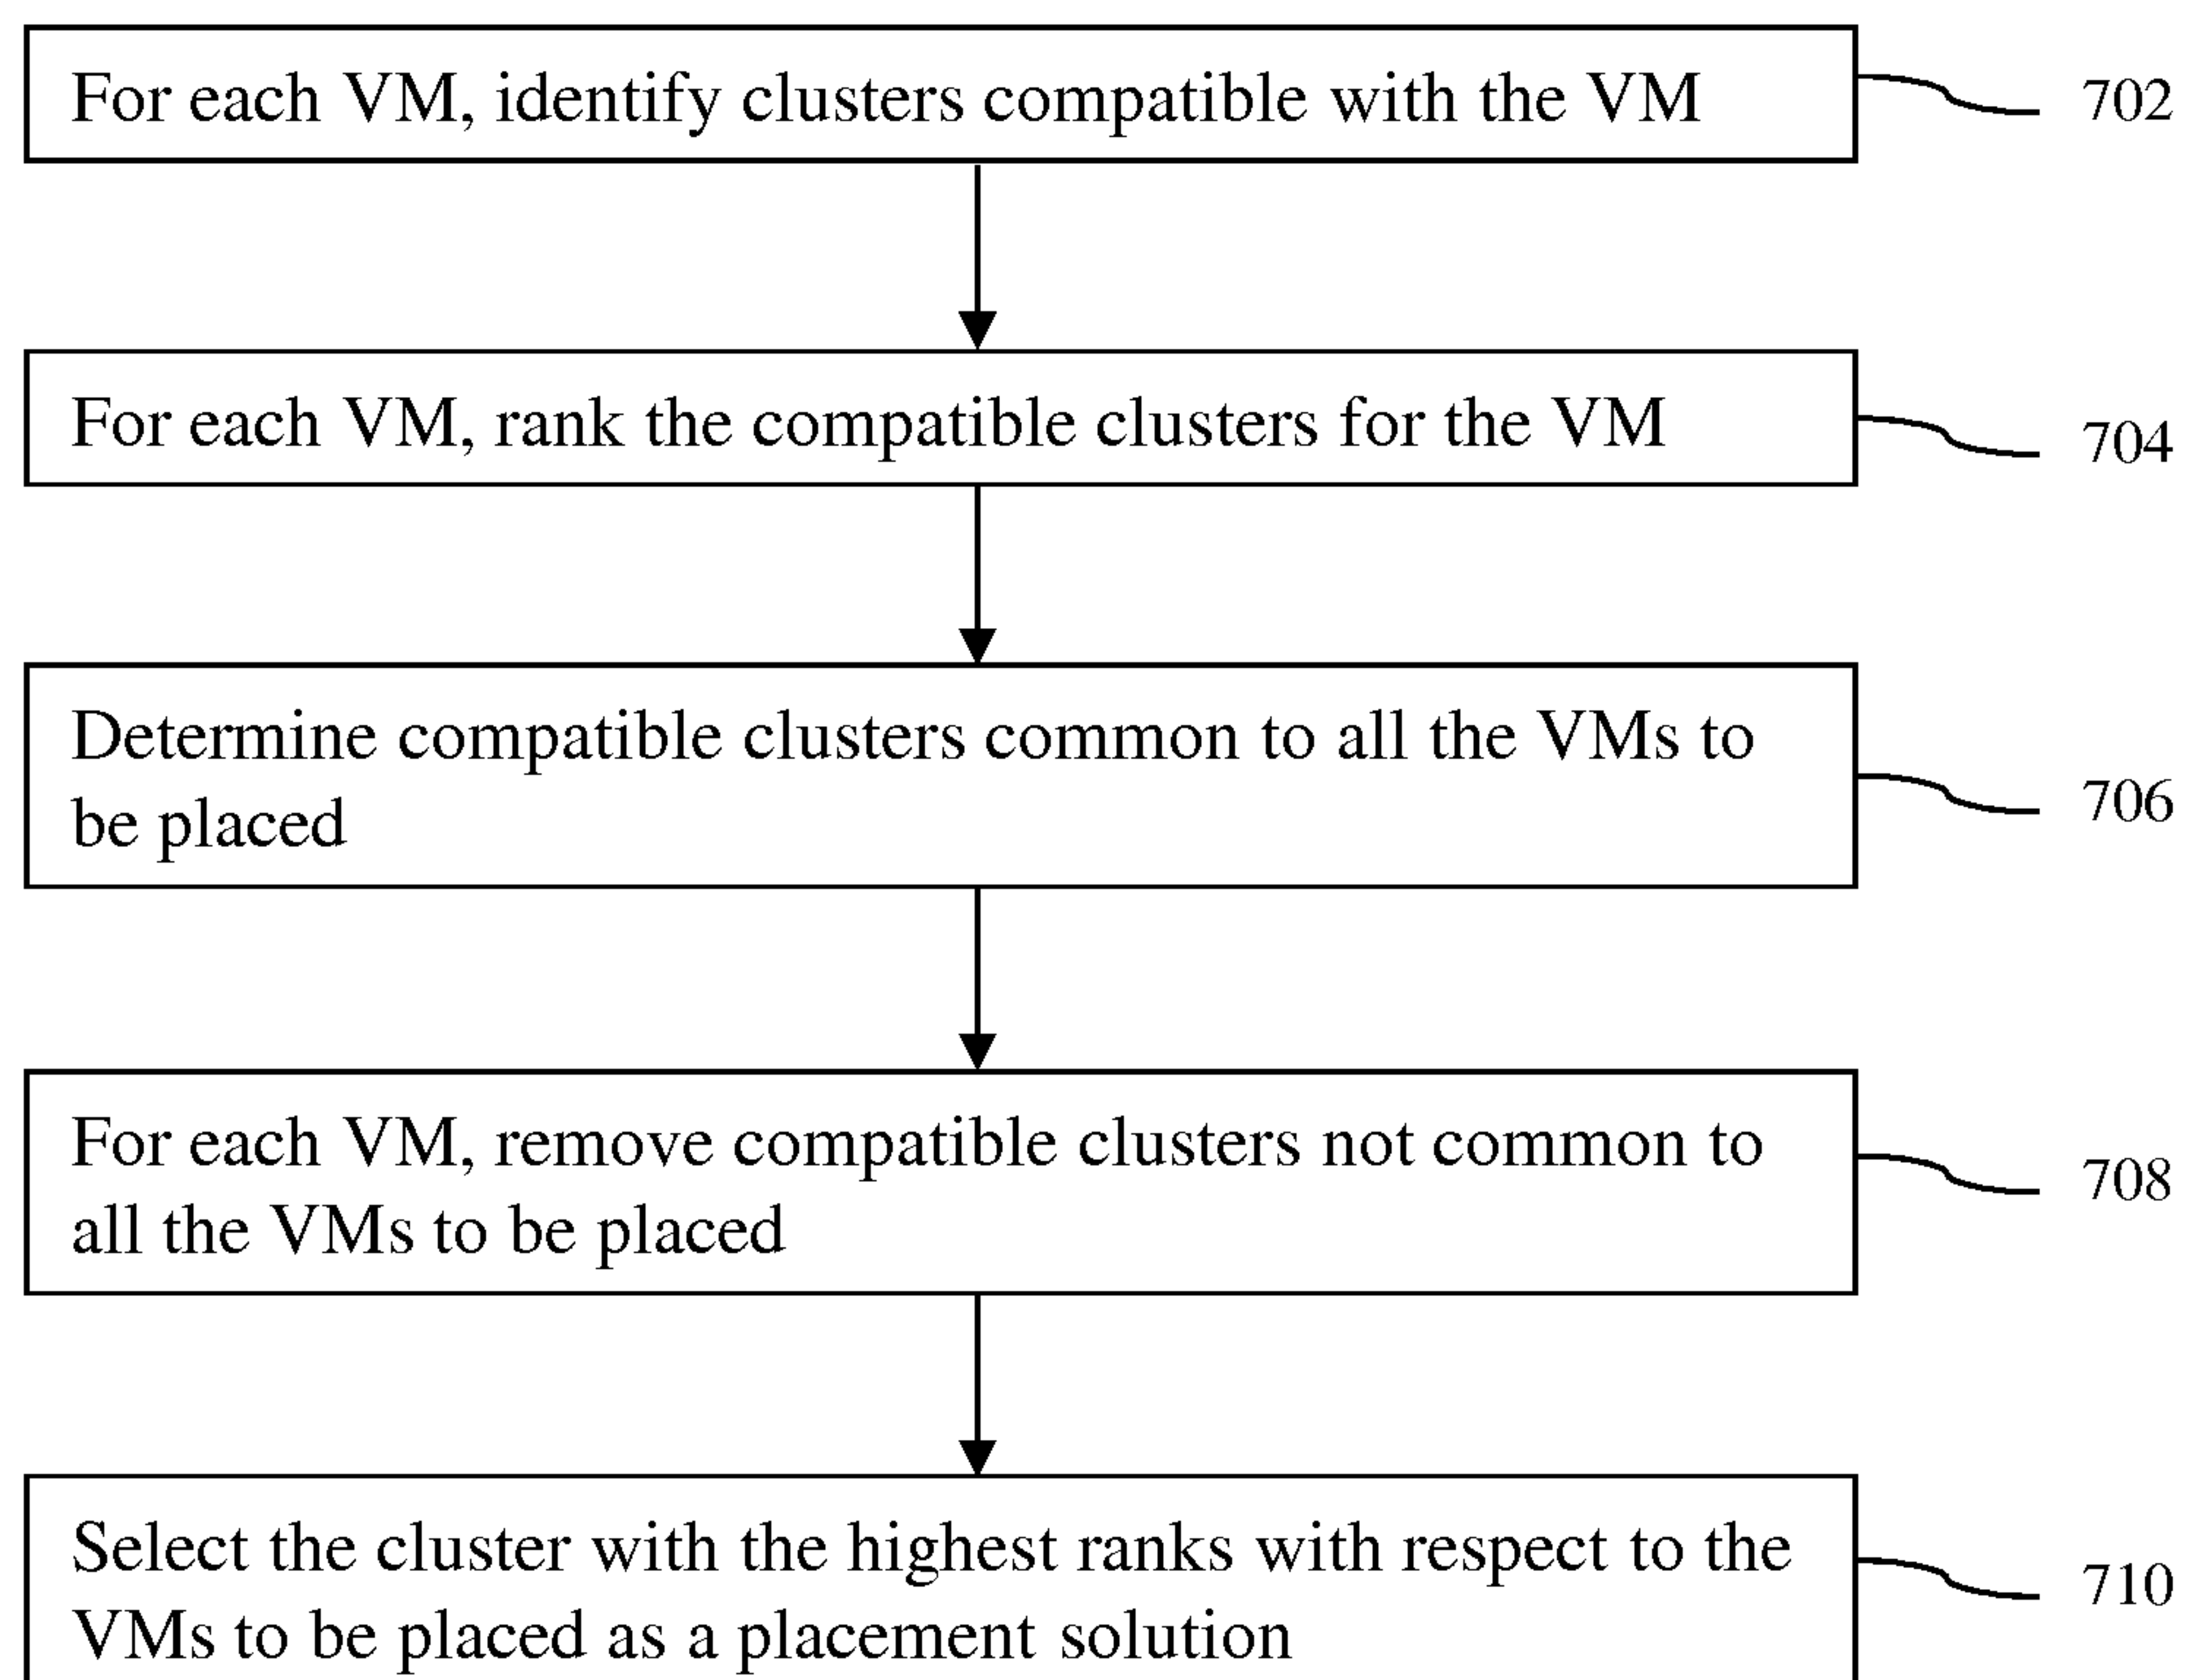 For each VM, identify clusters compatible with the VM
702
For each VM, rank the compatible clusters for the VM
704
Determine compatible clusters common to all the VMs to
be placed
706
For each VM, remove compatible clusters not common to
all the VMs to be placed
708
Select the cluster with the highest ranks with respect to the
VMs to be placed as a placement solution
710